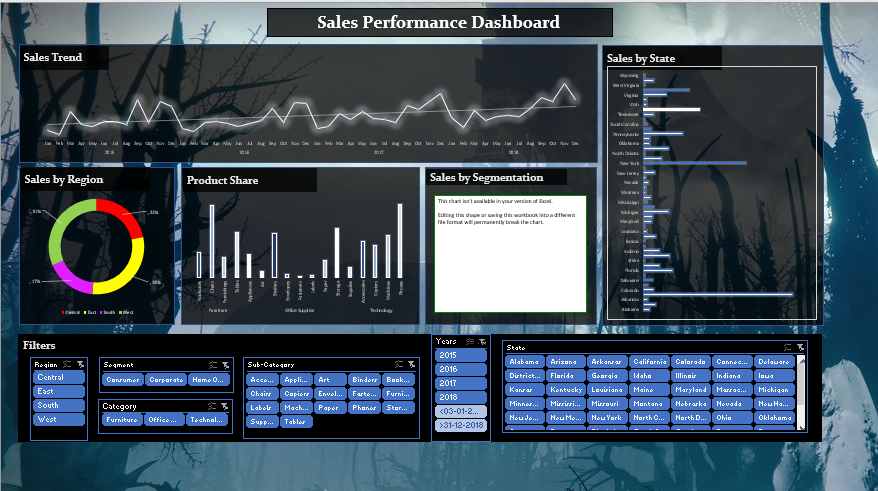 Sales Performance Dashboard
Sales Trend
Jan Feb Mar Apr May Jun Jul Aug Sep Oct Nov Dec Jan Feb Mar Apr May Jun Jul Aug Sep Oct Nov Dec Jan Feb Mar Apr May Jun Jul Aug Sep Oct Nov Dec Jan Feb Mar Apr May Jun Jul Aug Sep Oct Nov Dec
2015 2016 2017 2018
Sales by State
Wyoming
West Virginia
Virginia
Utah
Tennessee
South Carolina
Pennsylvania
Oklahoma
North Dakota
New York
New Jersey
Nevada
Montana
Mississippi
Michigan
Maryland
Louisiana
Kansas
Indiana
Idaho
Florida
Delaware
Colorado
Arkansas
Alabama
Sales by Region
Central East South West
Product Share
Bookcases Chairs Furnishings Tables Appliances Art Binders Envelopes Fasteners Labels Paper Storage Supplies Accessories Copiers Machines Phones
Furniture Office Supplies Technology
Sales by Segmentation
This chart isn't available in your version of Excel.
Editing this shape or saving this workbook into a different
file format will permanently break the chart.
Filters
Region
Central
East
South
West
Segment
Consumer Corporate Home O...
Category
Furniture Office ... Technol...
Sub-Category
Acce... Appli... Art Binders Book...
Chairs Copiers Envel... Faste... Furni...
Labels Mach... Paper Phones Stor...
Supp... Tables
Years
2015
2016
2017
2018
<03-01-2...
>31-12-2018
State
Alabama Arizona Arkansas California Colorado Connec... Delaware
District... Florida Georgia Idaho Illinois Indiana Iowa
Kansas Kentucky Louisiana Maine Maryland Massac... Michigan
Minnes... Mississi... Missouri Montana Nebraska Nevada New Ha...
New Je... New Me... New York North C... North D... Ohio Oklahoma